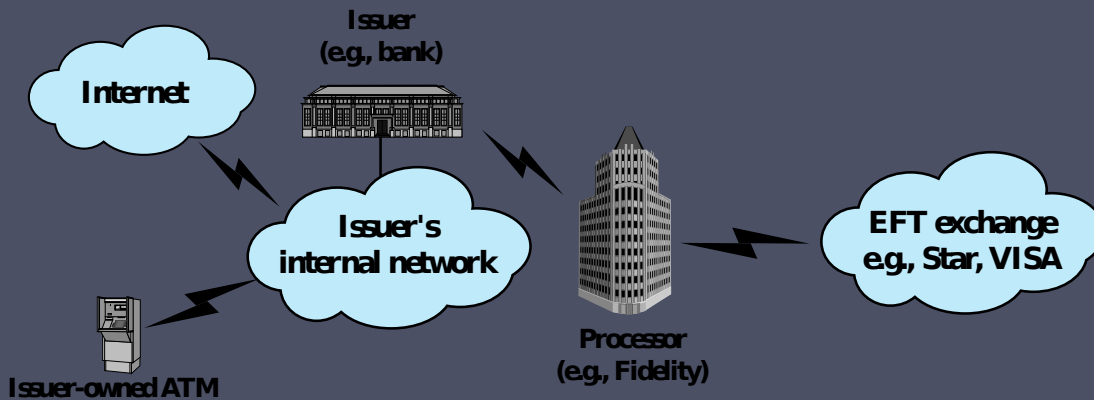 Issuer
(e.g., bank)
Internet
Issuer's
internal network
EFT exchange
e.g., Star, VISA
Processor
(e.g., Fidelity)
Issuer-owned ATM